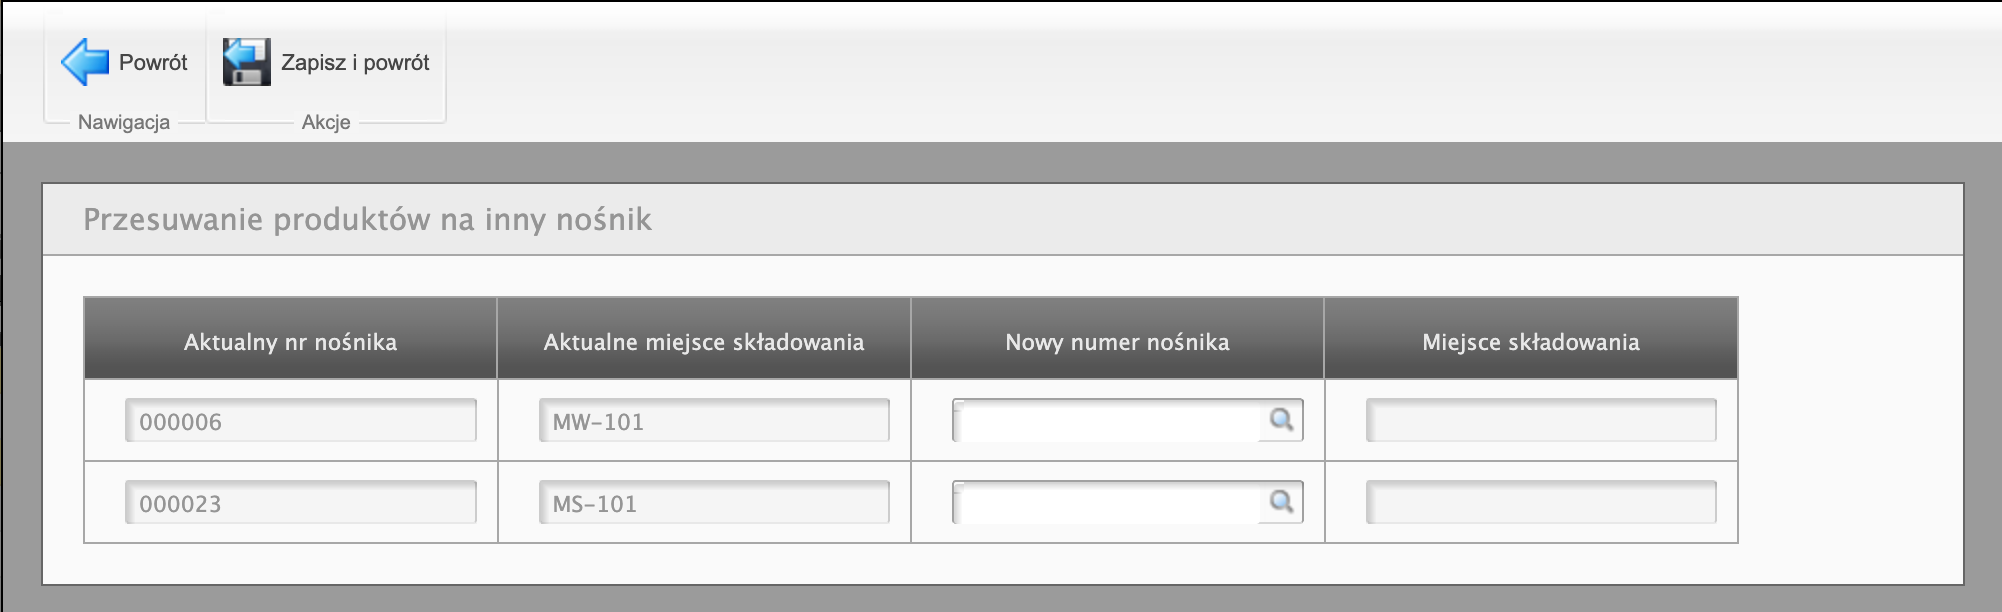 Powrót
Zapisz i powrót
Nawigacja
Akcje
Przesuwanie produktów na inny nośnik
Aktualny nr nośnika Aktualne miejsce składowania Nowy numer nośnika Miejsce składowania
000006 MW-101
000023 MS-101